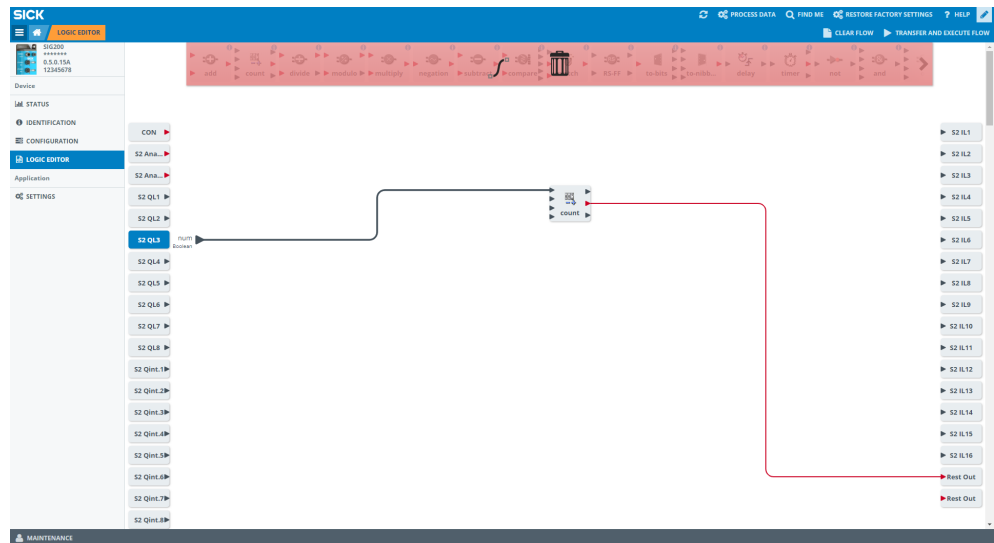 SICK
PROCESS DATA
FIND ME
RESTORE FACTORY SETTINGS
? HELP
LOGIC EDITOR
CLEAR FLOW
TRANSFER AND EXECUTE FLOW
SIG200
*******
0.5.0.15A
12345678
Device
STATUS
IDENTIFICATION
CONFIGURATION
LOGIC EDITOR
Application
SETTINGS
add
count
divide
modulo
multiply
negation
subtract
compare
RS-FF
to-bits
to-nibb...
delay
timer
not
and
CON
S2 Ana...
S2 Ana...
S2 QL1
S2 QL2
S2 QL3
num
Boolean
S2 QL4
S2 QL5
S2 QL6
S2 QL7
S2 QL8
S2 Qint.1
S2 Qint.2
S2 Qint.3
S2 Qint.4
S2 Qint.5
S2 Qint.6
S2 Qint.7
S2 Qint.8
count
S2 IL1
S2 IL2
S2 IL3
S2 IL4
S2 IL5
S2 IL6
S2 IL7
S2 IL8
S2 IL9
S2 IL10
S2 IL11
S2 IL12
S2 IL13
S2 IL14
S2 IL15
S2 IL16
Rest Out
Rest Out
MAINTENANCE